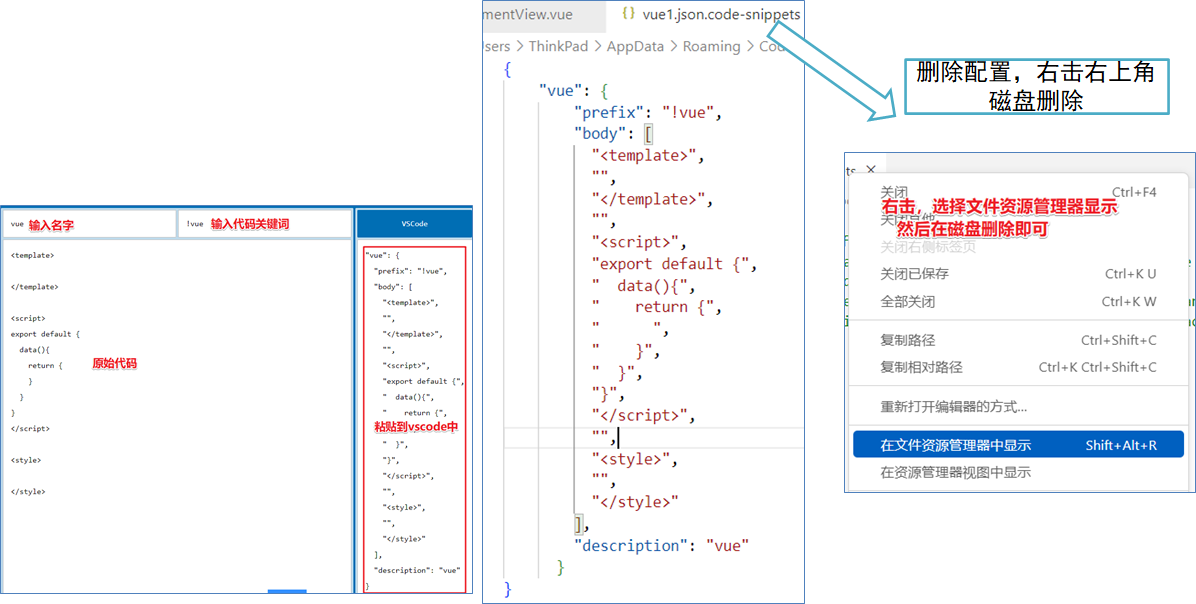 vue 输入名字
!vue 输入代码关键词
VSCode
<template>
</template>
<script>
export default {
data(){
return {
原始代码
}
}
}
</script>
<style>
</style>
"vue": {
"prefix": "!vue",
"body": [
"<template>",
"",
"</template>",
"",
"<script>",
"export default {",
"  data(){",
"    return {",
粘贴到vscode中
"  }",
"}",
"</script>",
"",
"<style>",
"",
"</style>"
],
"description": "vue"
}
mentView.vue
{} vue1.json.code-snippets
sers > ThinkPad > AppData > Roaming > Cod
{
"vue": {
"prefix": "!vue",
"body": [
"<template>",
"",
"</template>",
"",
"<script>",
"export default {",
"  data(){",
"    return {",
"      ",
"    }",
"  }",
"}",
"</script>",
"",
"<style>",
"",
"</style>"
],
"description": "vue"
}
}
删除配置，右击右上角
磁盘删除
ts
关闭 Ctrl+F4
右击，选择文件资源管理器显示
关闭其他
然后在磁盘删除即可
关闭右侧标签页
关闭已保存 Ctrl+K U
全部关闭 Ctrl+K W
复制路径 Ctrl+Shift+C
复制相对路径 Ctrl+K Ctrl+Shift+C
重新打开编辑器的方式...
在文件资源管理器中显示 Shift+Alt+R
在资源管理器视图中显示